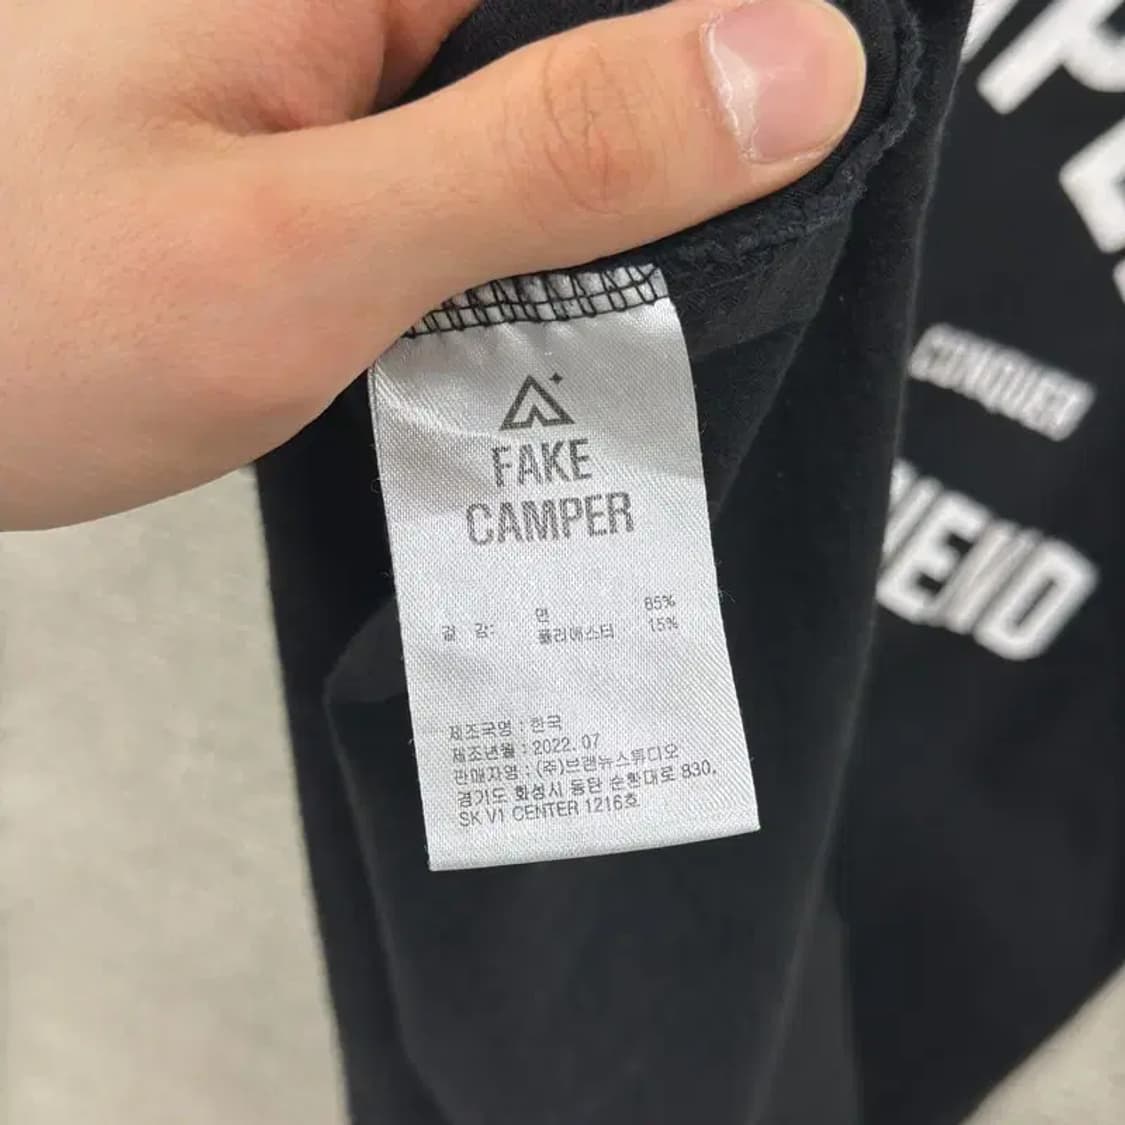 FAKE
CAMPER
겉 감: 면 85%
폴리에스터 15%
제조국명 : 한국
제조년월 : 2022. 07
판매자명 : (주)브랜뉴스튜디오
경기도 화성시 동탄 순환대로 830,
SK V1 CENTER 1216호
CONQUER